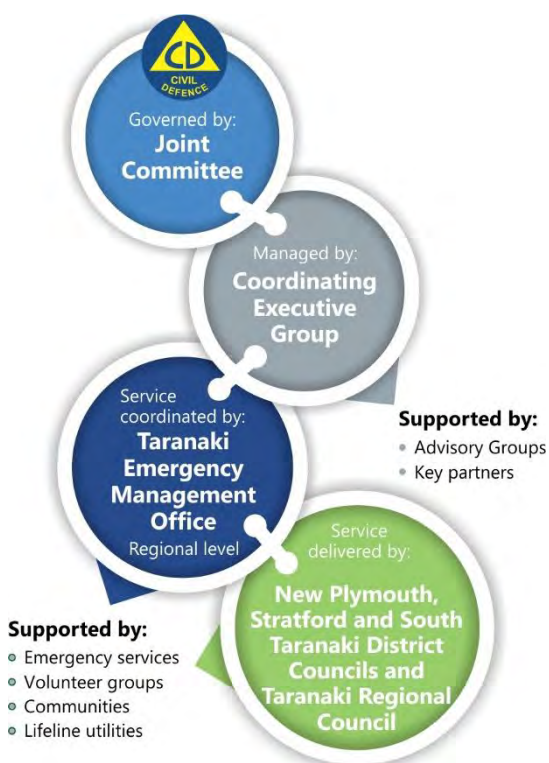 CD
CIVIL
DEFENCE
Governed by:
Joint
Committee
Managed by:
Coordinating
Executive
Group
Supported by:
• Advisory Groups
• Key partners
Service
coordinated by:
Taranaki
Emergency
Management
Office
Regional level
Supported by:
• Emergency services
• Volunteer groups
• Communities
• Lifeline utilities
Service
delivered by:
New Plymouth,
Stratford and South
Taranaki District
Councils and
Taranaki Regional
Council